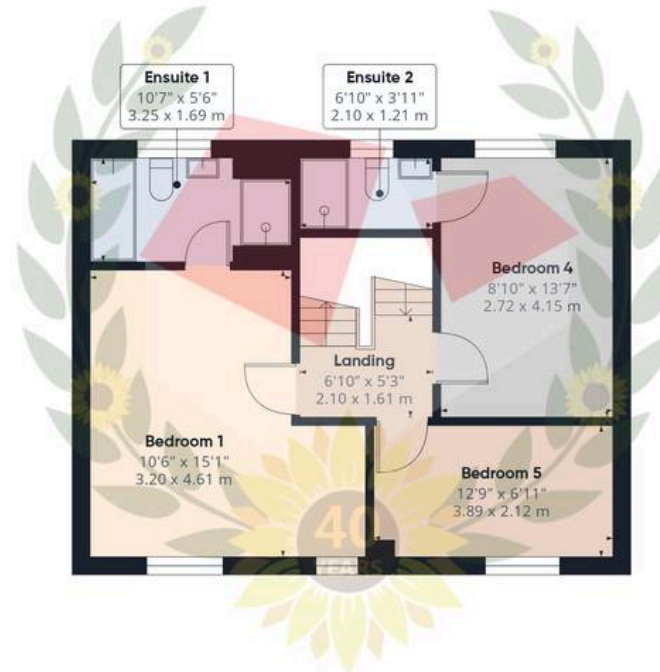 Ensuite 1
10'7" x 5'6"
3.25 x 1.69 m
Ensuite 2
6'10" x 3'11"
2.10 x 1.21 m
Bedroom 4
8'10" x 13'7"
2.72 x 4.15 m
Landing
6'10" x 5'3"
2.10 x 1.61 m
Bedroom 1
10'6" x 15'1"
3.20 x 4.61 m
Bedroom 5
12'9" x 6'11"
3.89 x 2.12 m
40
YEARS